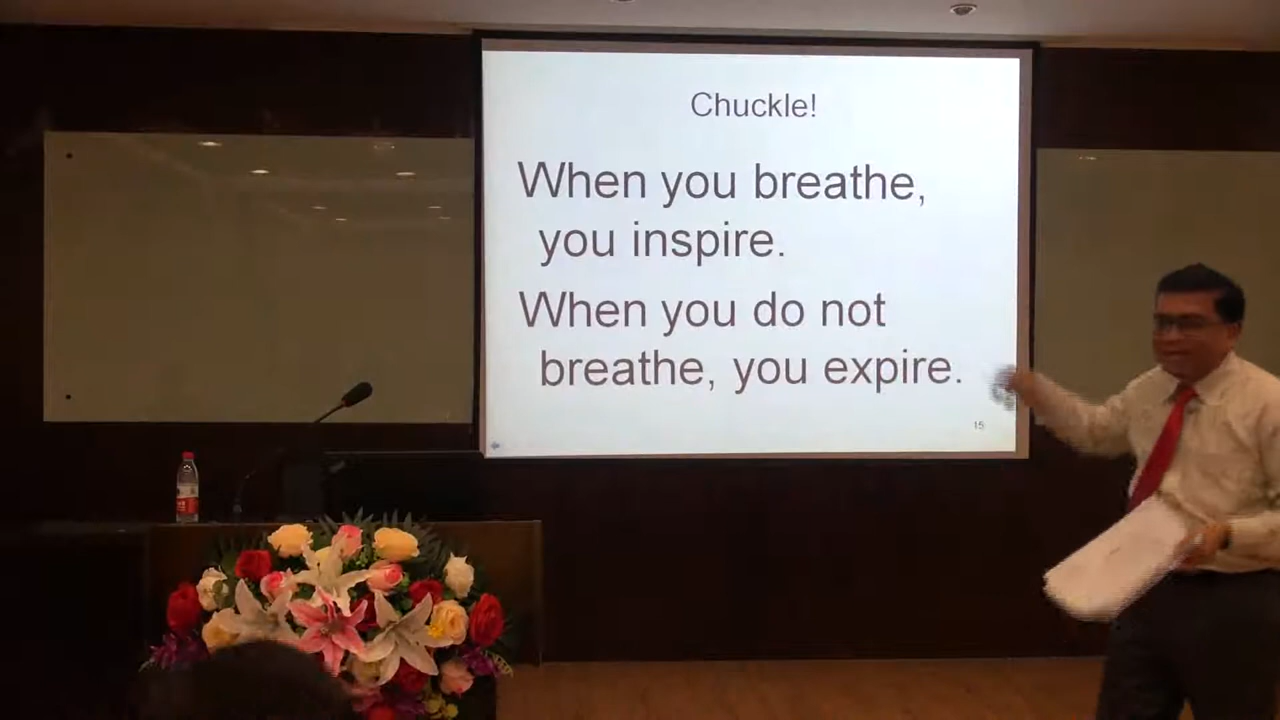 Chuckle!
When you breathe,
you inspire.
When you do not
breathe, you expire.
15